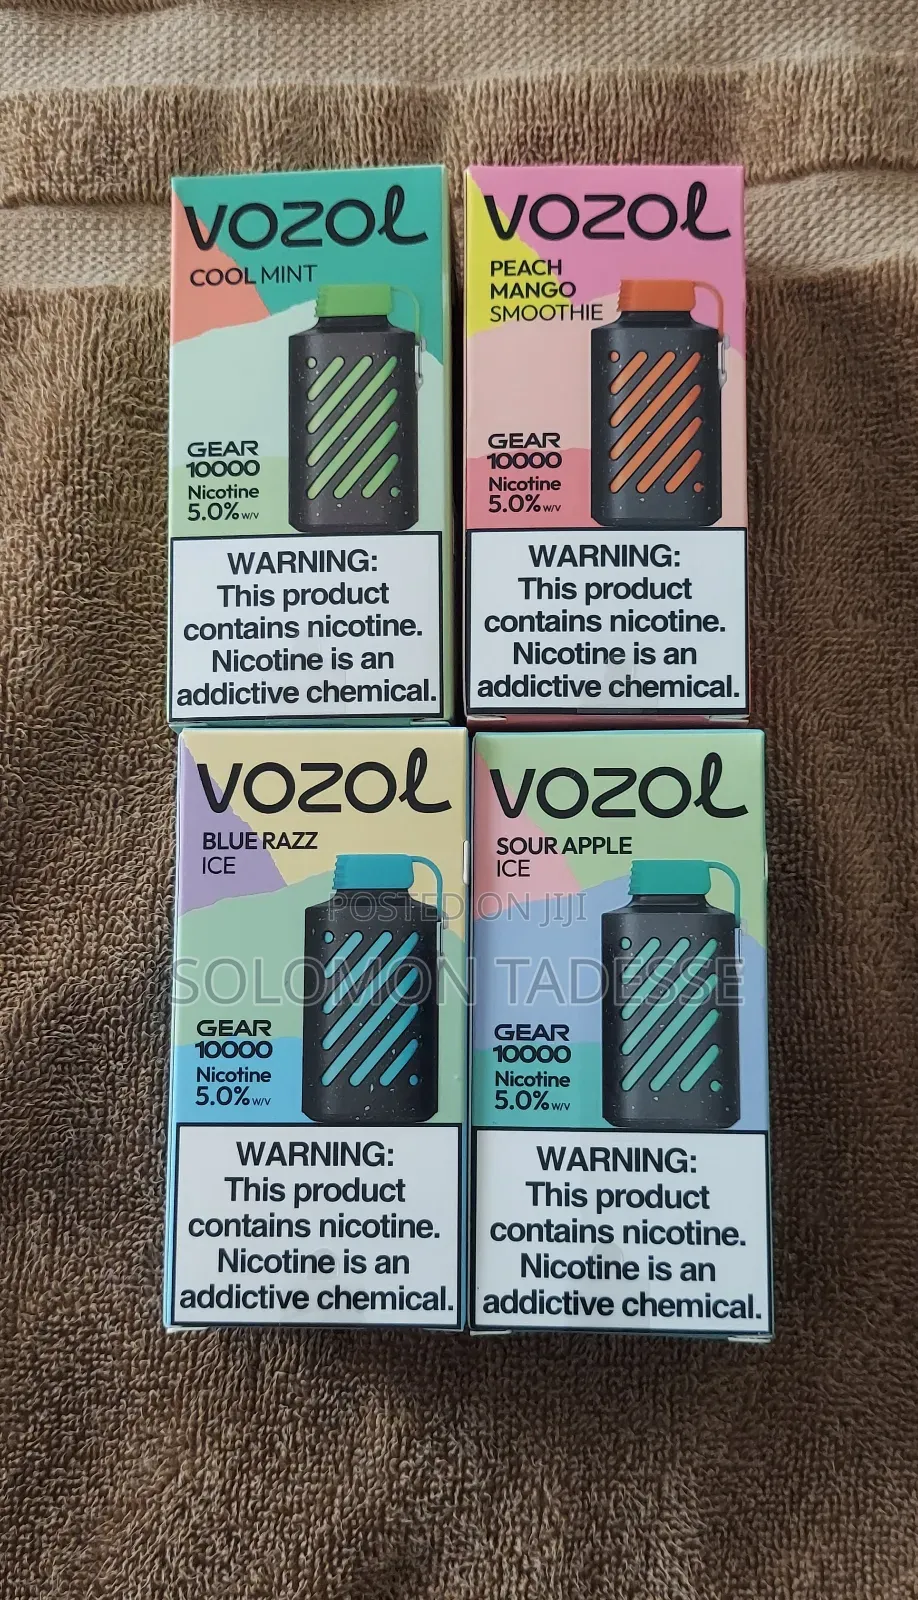 VOZOL
COOL MINT
GEAR
10000
Nicotine
5.0% w/v
WARNING:
This product
contains nicotine.
Nicotine is an
addictive chemical.
VOZOL
PEACH
MANGO
SMOOTHIE
GEAR
10000
Nicotine
5.0% w/v
WARNING:
This product
contains nicotine.
Nicotine is an
addictive chemical.
VOZOL
BLUE RAZZ
ICE
GEAR
10000
Nicotine
5.0% w/v
WARNING:
This product
contains nicotine.
Nicotine is an
addictive chemical.
VOZOL
SOUR APPLE
ICE
GEAR
10000
Nicotine
5.0% w/v
WARNING:
This product
contains nicotine.
Nicotine is an
addictive chemical.
POSTED ON JIJI
SOLOMON TADESSE